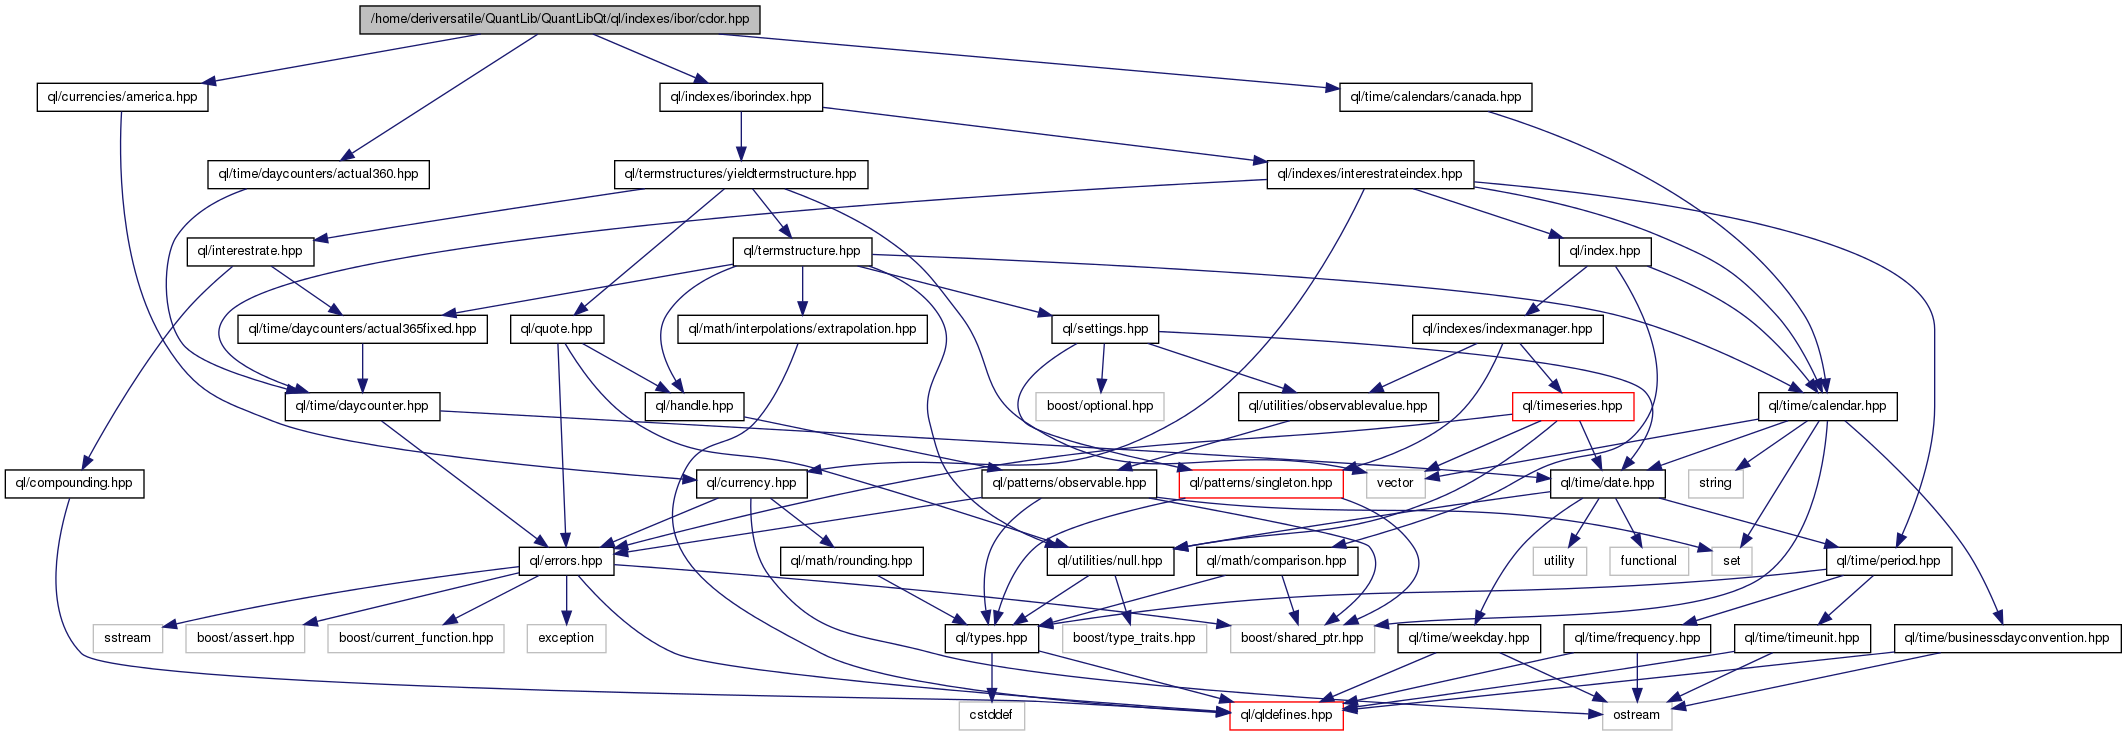 /home/deriversatile/QuantLib/QuantLibQt/ql/indexes/ibor/cdor.hpp
ql/currencies/america.hpp
ql/indexes/iborindex.hpp
ql/time/calendars/canada.hpp
ql/time/daycounters/actual360.hpp
ql/termstructures/yieldtermstructure.hpp
ql/indexes/interestrateindex.hpp
ql/interestrate.hpp
ql/termstructure.hpp
ql/index.hpp
ql/time/daycounters/actual365fixed.hpp
ql/quote.hpp
ql/math/interpolations/extrapolation.hpp
ql/settings.hpp
ql/indexes/indexmanager.hpp
ql/time/daycounter.hpp
ql/handle.hpp
boost/optional.hpp
ql/utilities/observablevalue.hpp
ql/timeseries.hpp
ql/time/calendar.hpp
ql/compounding.hpp
ql/currency.hpp
ql/patterns/observable.hpp
ql/patterns/singleton.hpp
vector
ql/time/date.hpp
string
ql/errors.hpp
ql/math/rounding.hpp
ql/utilities/null.hpp
ql/math/comparison.hpp
utility
functional
set
ql/time/period.hpp
sstream
boost/assert.hpp
boost/current_function.hpp
exception
ql/types.hpp
boost/type_traits.hpp
boost/shared_ptr.hpp
ql/time/weekday.hpp
ql/time/frequency.hpp
ql/time/timeunit.hpp
ql/time/businessdayconvention.hpp
cstddef
ql/qldefines.hpp
ostream